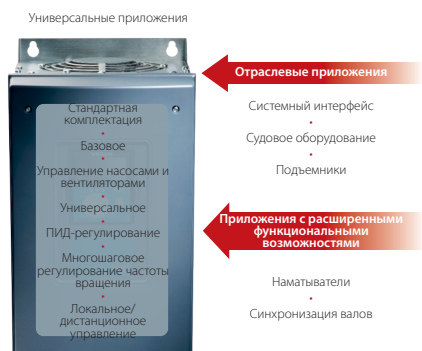 Универсальные приложения
Стандартная
комплектация
•
Базовое
•
Управление насосами и
вентиляторами
•
Универсальное
•
ПИД-регулирование
•
Многошаговое
регулирование частоты
вращения
•
Локальное/
дистанционное
управление
Отраслевые приложения
Системный интерфейс
•
Судовое оборудование
•
Подъемники
Приложения с расширенными
функциональными
возможностями
Наматыватели
•
Синхронизация валов